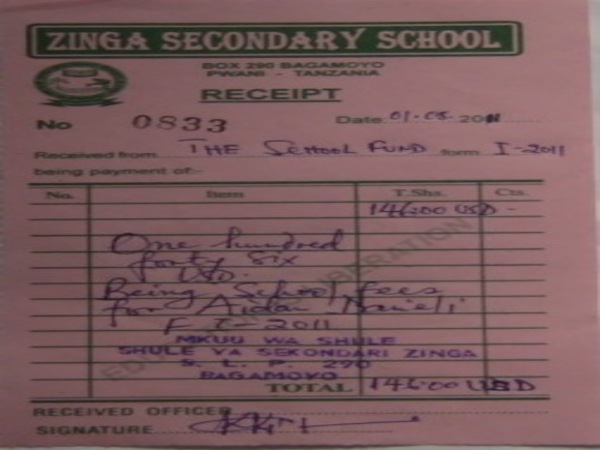 ZINGA SECONDARY SCHOOL
BOX 290 BAGAMOYO
PWANI - TANZANIA
RECEIPT
No 0833 Date 01.08.2011
Received from THE SCHOOL FUND form I-2011
being payment of:-
No. Item T.Shs. Cts.
146.00 USD -
One hundred
forty Six
USD.
Being School fees
for Aidan Danieli
F I-2011
MKUU WA SHULE
SHULE YA SEKONDARI ZINGA
S. L. P. 290
BAGAMOYO
TOTAL 146.00 USD
RECEIVED OFFICER
SIGNATURE